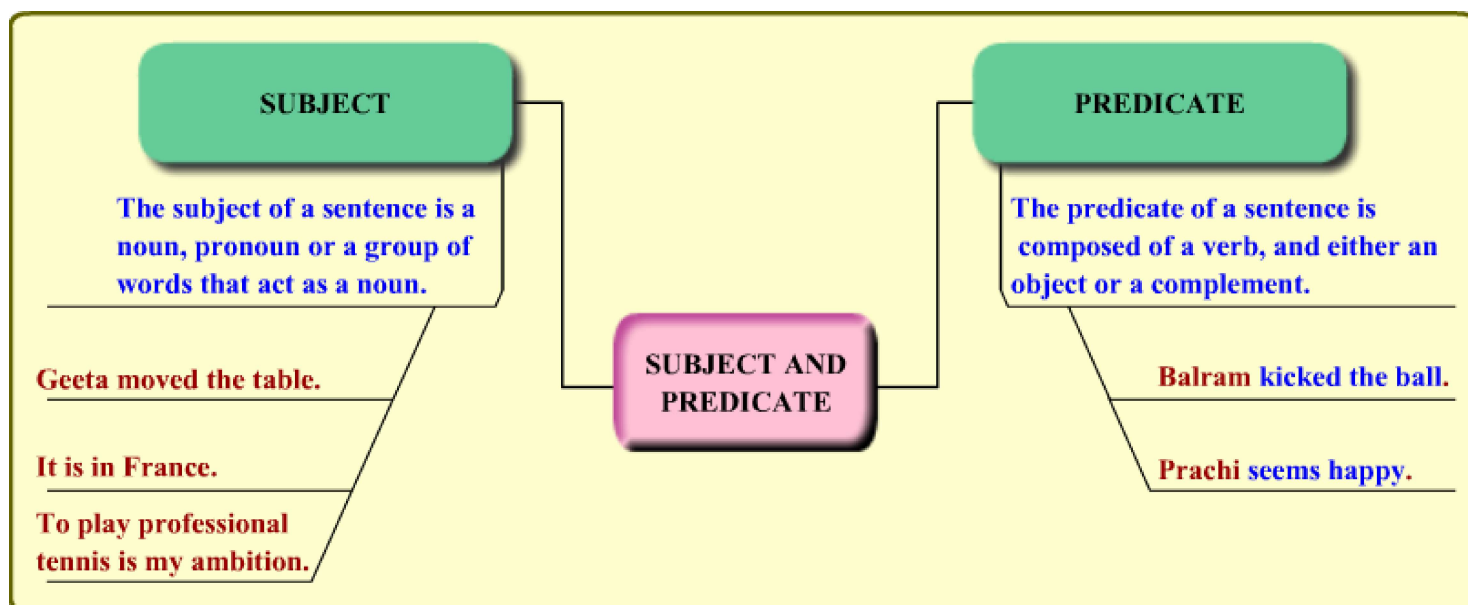 SUBJECT
The subject of a sentence is a
noun, pronoun or a group of
words that act as a noun.
Geeta moved the table.
It is in France.
To play professional
tennis is my ambition.
SUBJECT AND
PREDICATE
PREDICATE
The predicate of a sentence is
composed of a verb, and either an
object or a complement.
Balram kicked the ball.
Prachi seems happy.